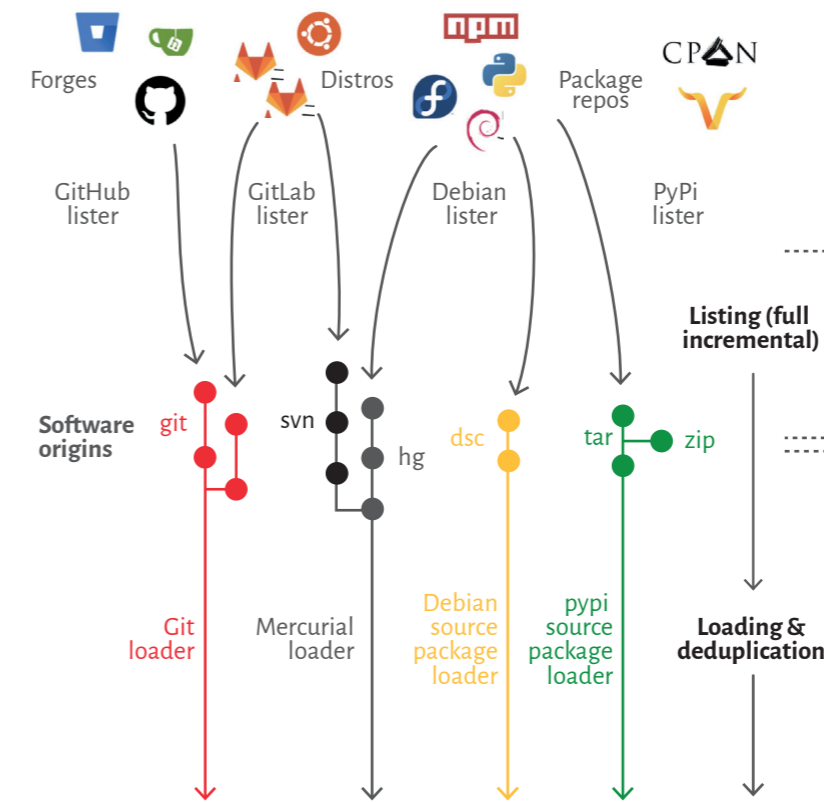 npm
CPAN
Forges
Distros
Package
repos
GitHub
lister
GitLab
lister
Debian
lister
PyPi
lister
Listing (full
incremental)
Software
origins
git
svn
hg
dsc
tar
zip
Git
loader
Mercurial
loader
Debian
source
package
loader
pypi
source
package
loader
Loading &
deduplication